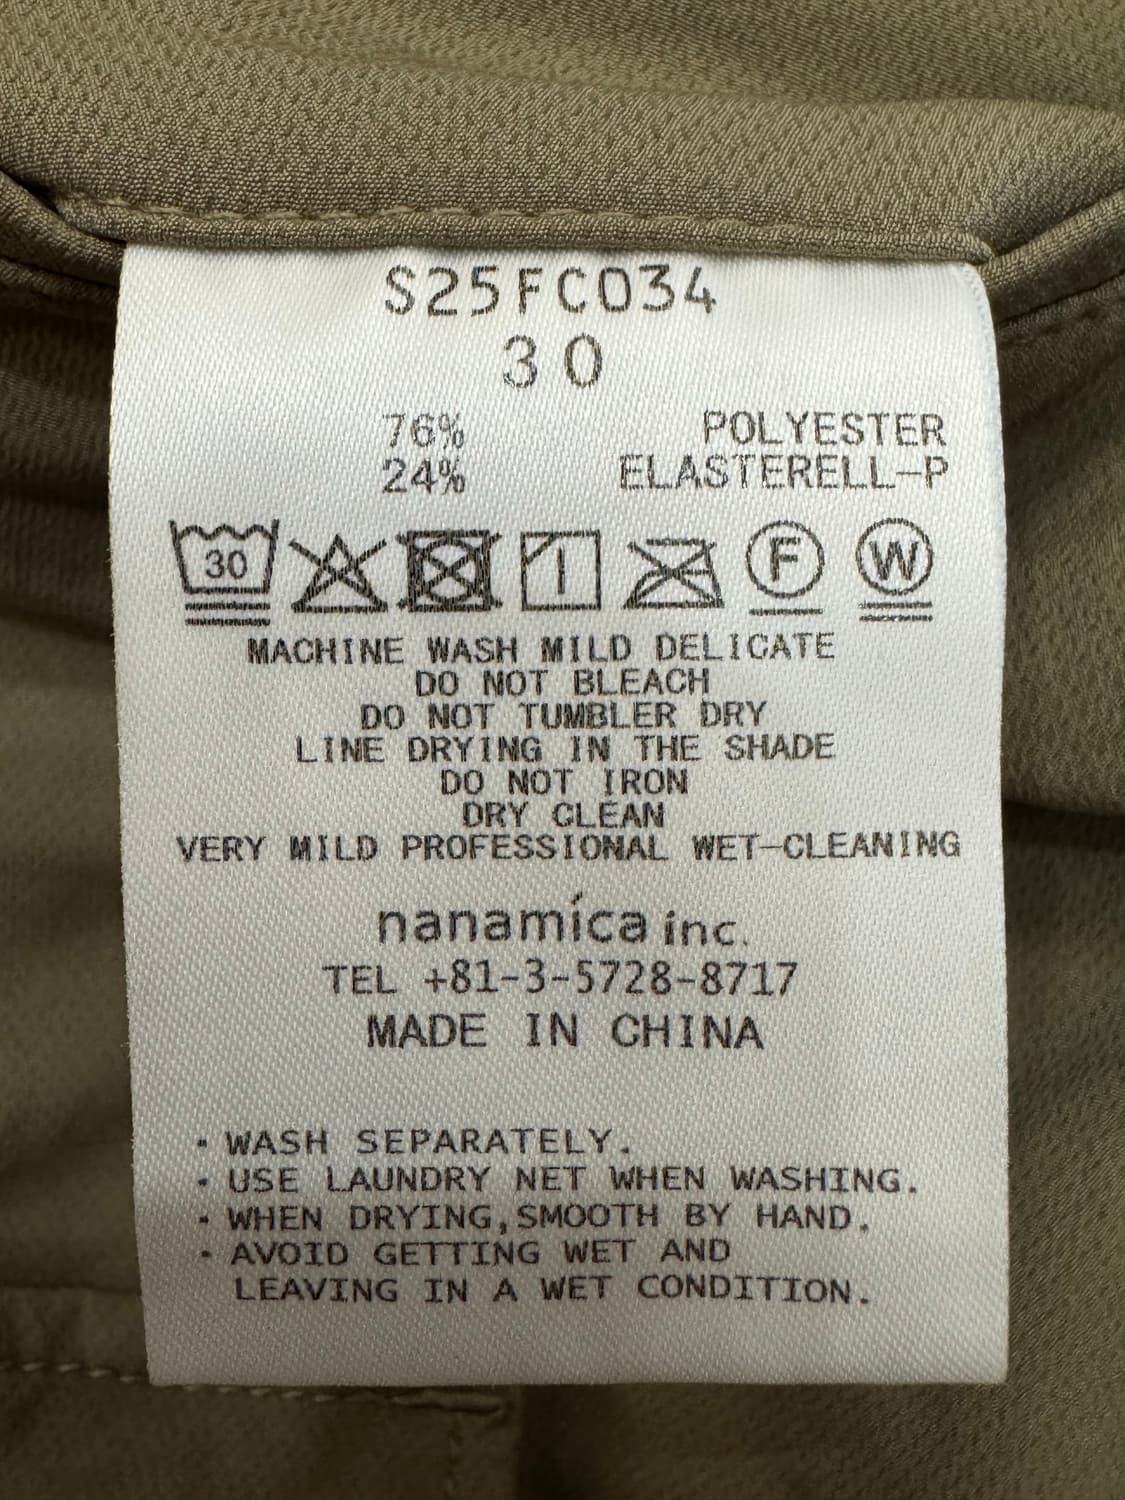 S25FC034
30
76% POLYESTER
24% ELASTERELL-P
30 F W
MACHINE WASH MILD DELICATE
DO NOT BLEACH
DO NOT TUMBLER DRY
LINE DRYING IN THE SHADE
DO NOT IRON
DRY CLEAN
VERY MILD PROFESSIONAL WET-CLEANING
nanamíca inc.
TEL +81-3-5728-8717
MADE IN CHINA
・WASH SEPARATELY.
・USE LAUNDRY NET WHEN WASHING.
・WHEN DRYING,SMOOTH BY HAND.
・AVOID GETTING WET AND
LEAVING IN A WET CONDITION.